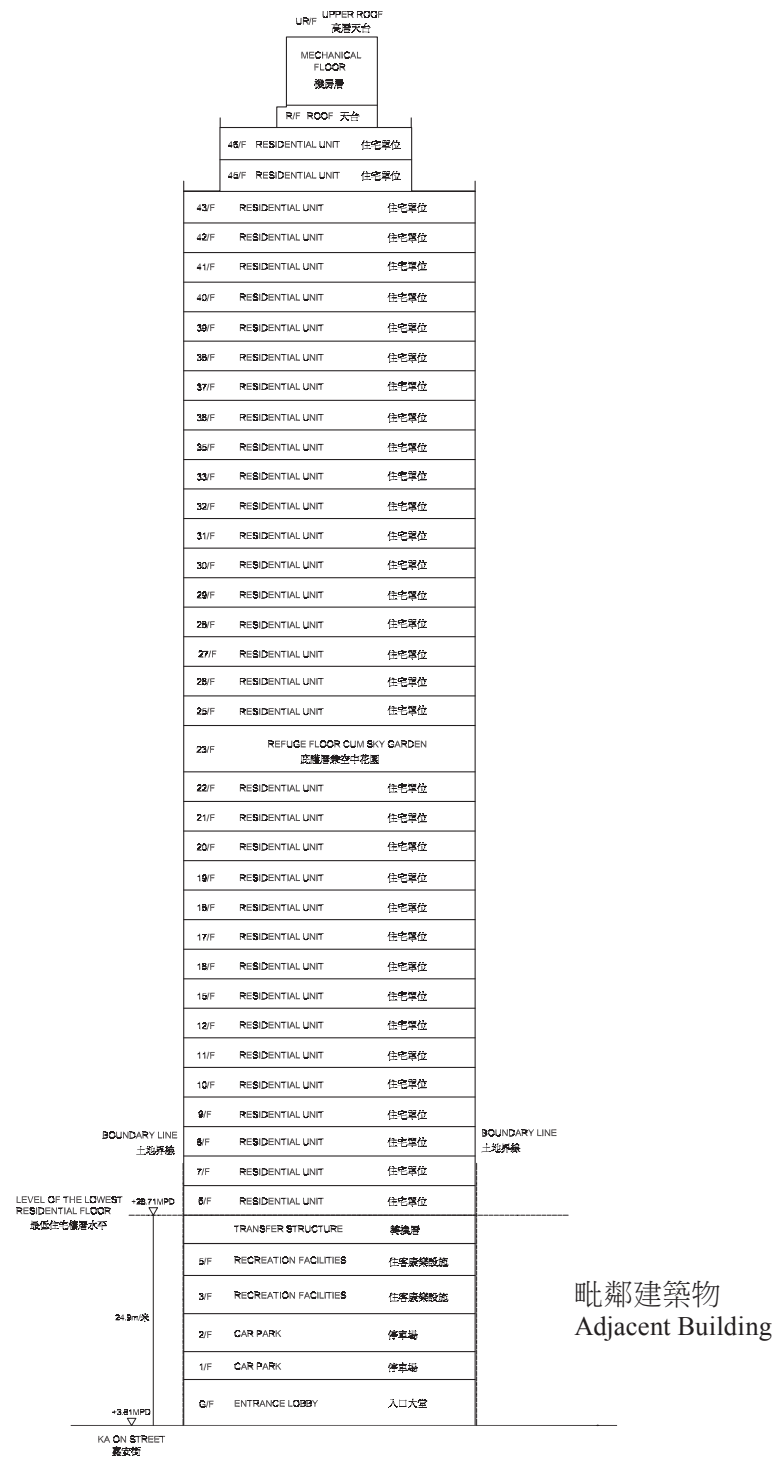 UR/F UPPER ROOF
高層天台
MECHANICAL
FLOOR
機房層
R/F ROOF 天台
46/F RESIDENTIAL UNIT 住宅單位
45/F RESIDENTIAL UNIT 住宅單位
43/F RESIDENTIAL UNIT 住宅單位
42/F RESIDENTIAL UNIT 住宅單位
41/F RESIDENTIAL UNIT 住宅單位
40/F RESIDENTIAL UNIT 住宅單位
39/F RESIDENTIAL UNIT 住宅單位
38/F RESIDENTIAL UNIT 住宅單位
37/F RESIDENTIAL UNIT 住宅單位
36/F RESIDENTIAL UNIT 住宅單位
35/F RESIDENTIAL UNIT 住宅單位
33/F RESIDENTIAL UNIT 住宅單位
32/F RESIDENTIAL UNIT 住宅單位
31/F RESIDENTIAL UNIT 住宅單位
30/F RESIDENTIAL UNIT 住宅單位
29/F RESIDENTIAL UNIT 住宅單位
28/F RESIDENTIAL UNIT 住宅單位
27/F RESIDENTIAL UNIT 住宅單位
26/F RESIDENTIAL UNIT 住宅單位
25/F RESIDENTIAL UNIT 住宅單位
23/F REFUGE FLOOR CUM SKY GARDEN
庇護層兼空中花園
22/F RESIDENTIAL UNIT 住宅單位
21/F RESIDENTIAL UNIT 住宅單位
20/F RESIDENTIAL UNIT 住宅單位
19/F RESIDENTIAL UNIT 住宅單位
18/F RESIDENTIAL UNIT 住宅單位
17/F RESIDENTIAL UNIT 住宅單位
16/F RESIDENTIAL UNIT 住宅單位
15/F RESIDENTIAL UNIT 住宅單位
12/F RESIDENTIAL UNIT 住宅單位
11/F RESIDENTIAL UNIT 住宅單位
10/F RESIDENTIAL UNIT 住宅單位
9/F RESIDENTIAL UNIT 住宅單位
BOUNDARY LINE
土地界線
8/F RESIDENTIAL UNIT 住宅單位
BOUNDARY LINE
土地界線
7/F RESIDENTIAL UNIT 住宅單位
6/F RESIDENTIAL UNIT 住宅單位
LEVEL OF THE LOWEST
RESIDENTIAL FLOOR
最低住宅樓層水平
+28.71MPD
TRANSFER STRUCTURE 轉換層
5/F RECREATION FACILITIES 住客康樂設施
3/F RECREATION FACILITIES 住客康樂設施
24.9m/米
2/F CAR PARK 停車場
1/F CAR PARK 停車場
G/F ENTRANCE LOBBY 入口大堂
+3.81MPD
KA ON STREET
嘉安街
毗鄰建築物
Adjacent Building